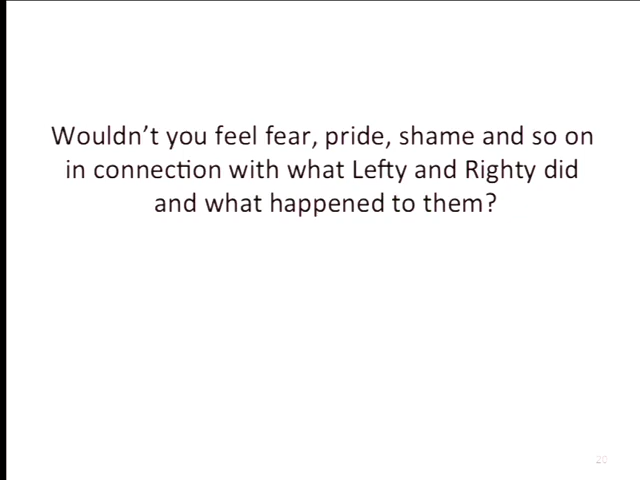 Wouldn’t you feel fear, pride, shame and so on
in connection with what Lefty and Righty did
and what happened to them?
20